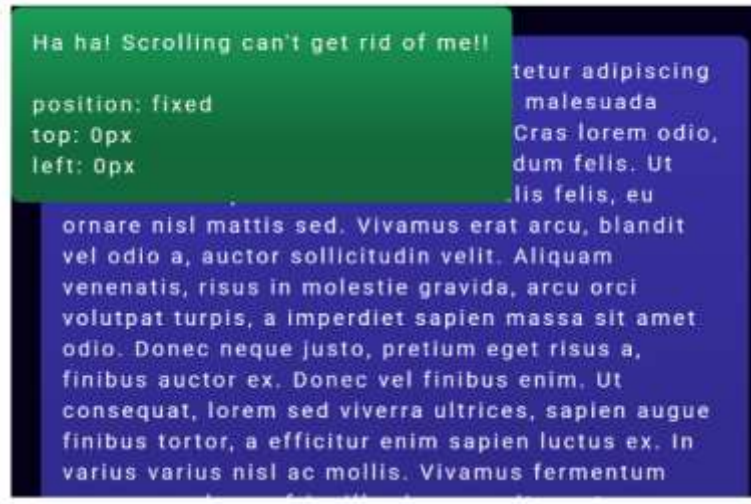 Ha ha! Scrolling can't get rid of me!!
position: fixed
top: 0px
left: 0px
tetur adipiscing
malesuada
Cras lorem odio,
dum felis. Ut
lis felis, eu
ornare nisl mattis sed. Vivamus erat arcu, blandit
vel odio a, auctor sollicitudin velit. Aliquam
venenatis, risus in molestie gravida, arcu orci
volutpat turpis, a imperdiet sapien massa sit amet
odio. Donec neque justo, pretium eget risus a,
finibus auctor ex. Donec vel finibus enim. Ut
consequat, lorem sed viverra ultrices, sapien augue
finibus tortor, a efficitur enim sapien luctus ex. In
varius varius nisl ac mollis. Vivamus fermentum